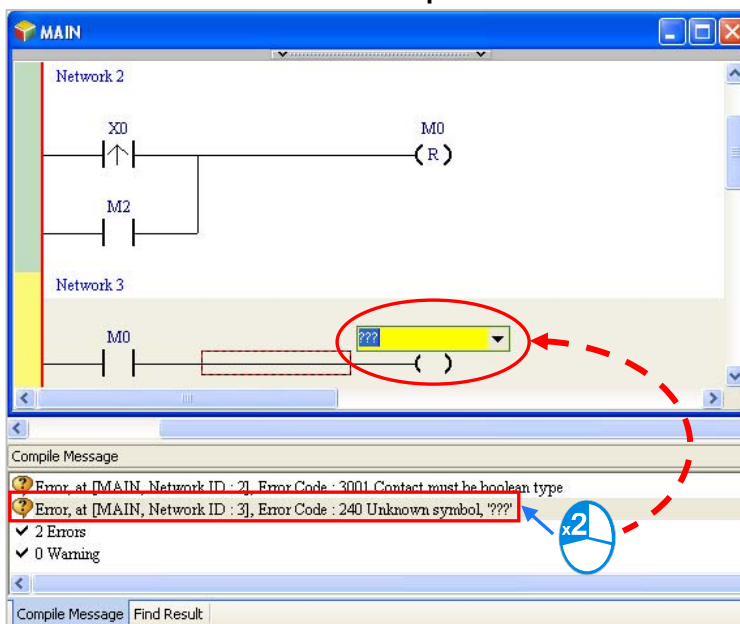 MAIN
Network 2
X0 M0
( R )
M2
Network 3
???
M0
Compile Message
Error, at [MAIN, Network ID : 2], Error Code : 3001 Contact must be boolean type
Error, at [MAIN, Network ID : 3], Error Code : 240 Unknown symbol, '???'
2 Errors
0 Warning
x2
Compile Message Find Result